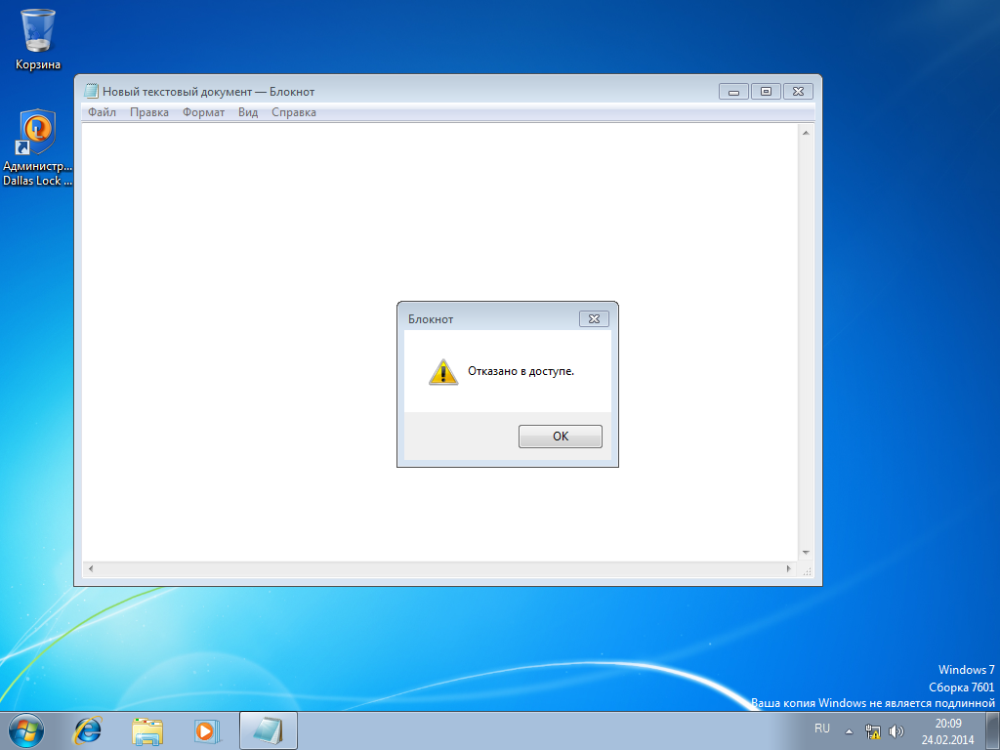 Корзина
Администр...
Dallas Lock ...
Новый текстовый документ — Блокнот
Файл Правка Формат Вид Справка
Блокнот
Отказано в доступе.
OK
Windows 7
Сборка 7601
Ваша копия Windows не является подлинной
RU
20:09
24.02.2014